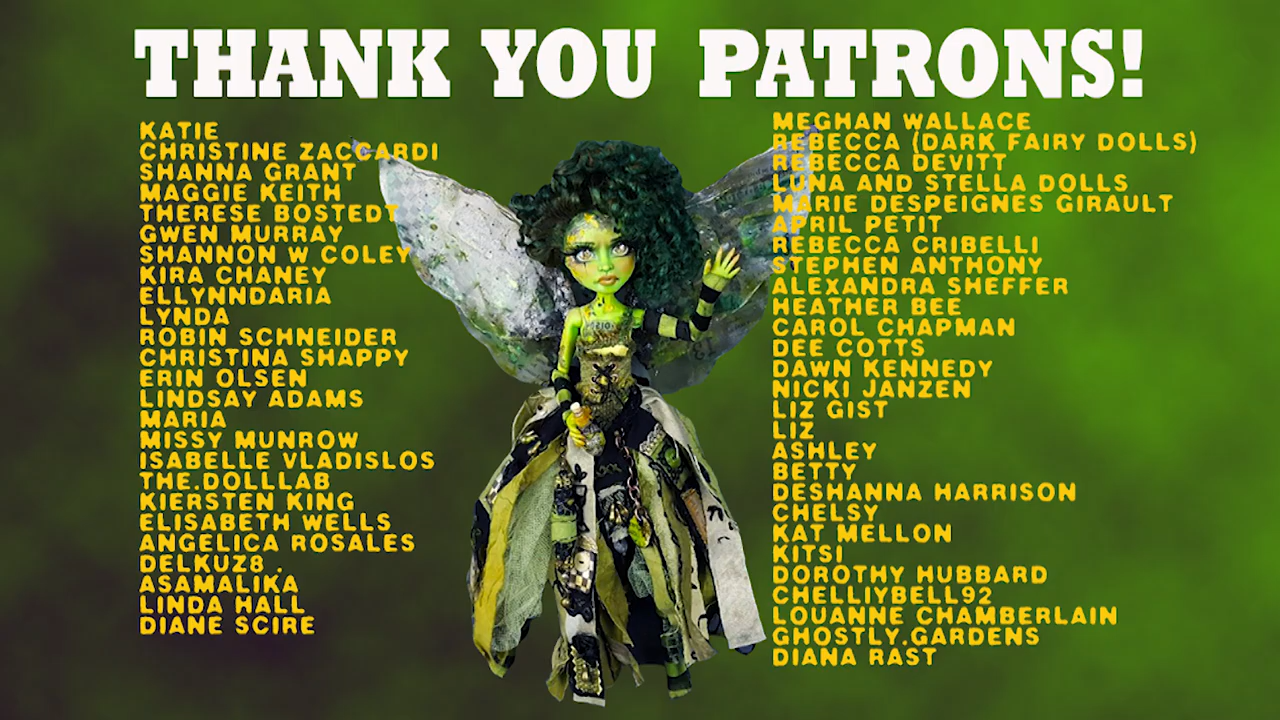 THANK YOU PATRONS!
KATIE
CHRISTINE ZACCARDI
SHANNA GRANT
MAGGIE KEITH
THERESE BOSTEDT
GWEN MURRAY
SHANNON W COLEY
KIRA CHANEY
ELLYNNDARIA
LYNDA
ROBIN SCHNEIDER
CHRISTINA SHAPPY
ERIN OLSEN
LINDSAY ADAMS
MARIA
MISSY MUNROW
ISABELLE VLADISLOS
THE.DOLLLAB
KIERSTEN KING
ELISABETH WELLS
ANGELICA ROSALES
DELKUZ8 .
ASAMALIKA
LINDA HALL
DIANE SCIRE
MEGHAN WALLACE
REBECCA (DARK FAIRY DOLLS)
REBECCA DEVITT
LUNA AND STELLA DOLLS
MARIE DESPEIGNES GIRAULT
APRIL PETIT
REBECCA CRIBELLI
STEPHEN ANTHONY
ALEXANDRA SHEFFER
HEATHER BEE
CAROL CHAPMAN
DEE COTTS
DAWN KENNEDY
NICKI JANZEN
LIZ GIST
LIZ
ASHLEY
BETTY
DESHANNA HARRISON
CHELSY
KAT MELLON
KITSI
DOROTHY HUBBARD
CHELLIYBELL92
LOUANNE CHAMBERLAIN
GHOSTLY.GARDENS
DIANA RAST